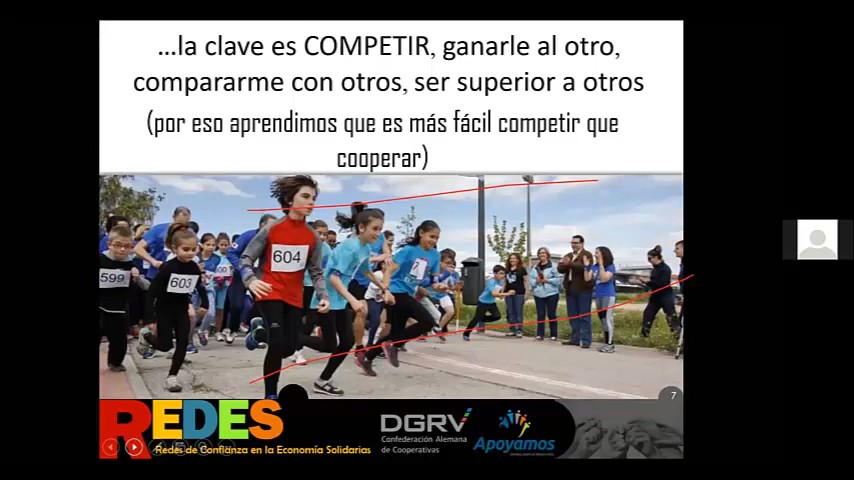 ...la clave es COMPETIR, ganarle al otro,
compararme con otros, ser superior a otros
(por eso aprendimos que es más fácil competir que
cooperar)
604
599
603
7
REDES
Redes de Confianza en la Economía Solidarias
DGRV
Confederación Alemana
de Cooperativas
Apoyamos